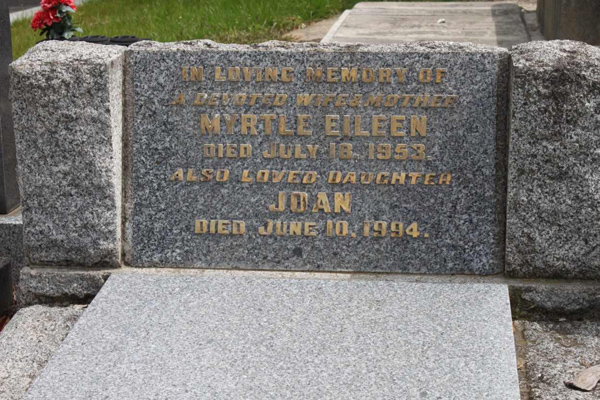 IN LOVING MEMORY OF
A DEVOTED WIFE & MOTHER
MYRTLE EILEEN
DIED JULY 18, 1953.
ALSO LOVED DAUGHTER
JOAN
DIED JUNE 10, 1994.